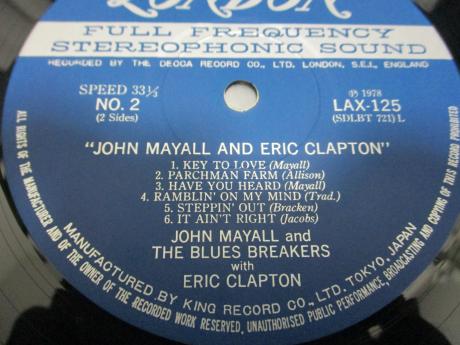 LONDON
FULL FREQUENCY
STEREOPHONIC SOUND
RECORDED BY THE DECCA RECORD CO., LTD. LONDON, S.E.I., ENGLAND
SPEED 33⅓
NO. 2
(2 Sides)
℗ 1978
LAX-125
(SDLBT 721) L
"JOHN MAYALL AND ERIC CLAPTON"
1. KEY TO LOVE (Mayall)
2. PARCHMAN FARM (Allison)
3. HAVE YOU HEARD (Mayall)
4. RAMBLIN' ON MY MIND (Trad.)
5. STEPPIN' OUT (Bracken)
6. IT AIN'T RIGHT (Jacobs)
JOHN MAYALL and
THE BLUES BREAKERS
with
ERIC CLAPTON
MANUFACTURED BY KING RECORD CO., LTD. TOKYO, JAPAN
ALL RIGHTS OF THE MANUFACTURER AND OF THE OWNER OF THE RECORDED WORK RESERVED. UNAUTHORISED PUBLIC PERFORMANCE, BROADCASTING AND COPYING OF THIS RECORD PROHIBITED